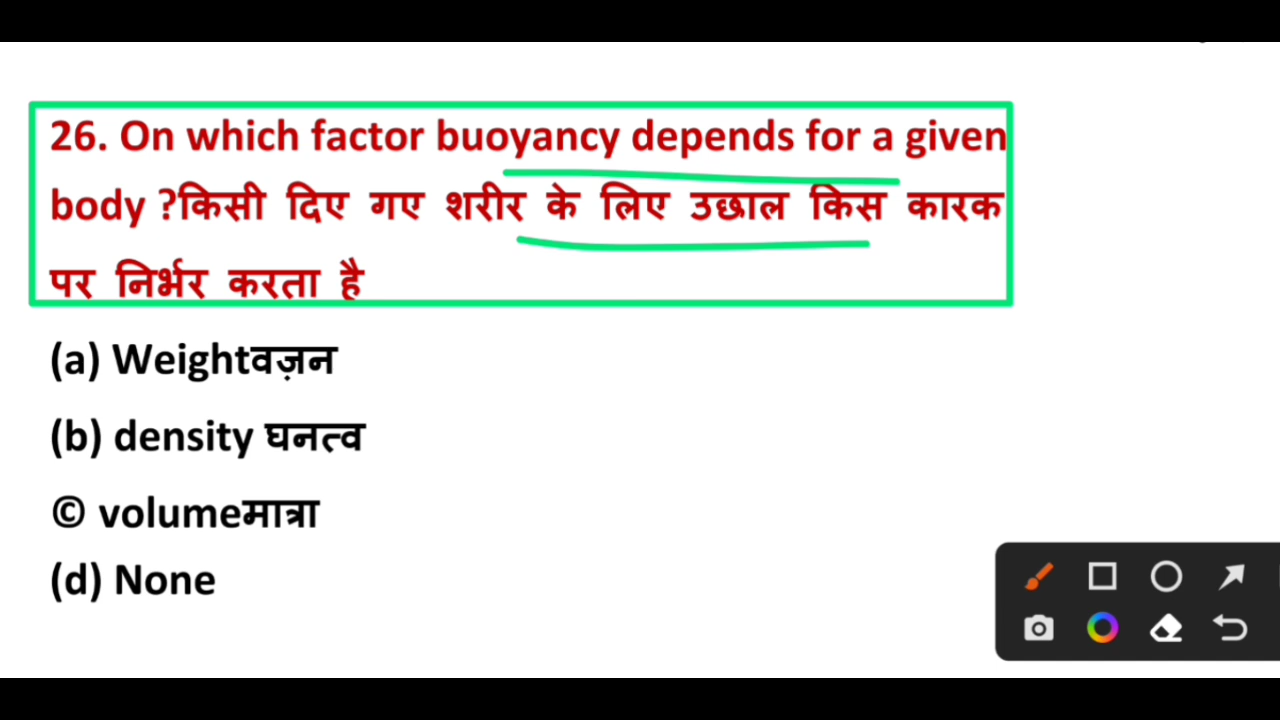 26. On which factor buoyancy depends for a given
body ?किसी दिए गए शरीर के लिए उछाल किस कारक
पर निर्भर करता है
(a) Weightवज़न
(b) density घनत्व
© volumeमात्रा
(d) None